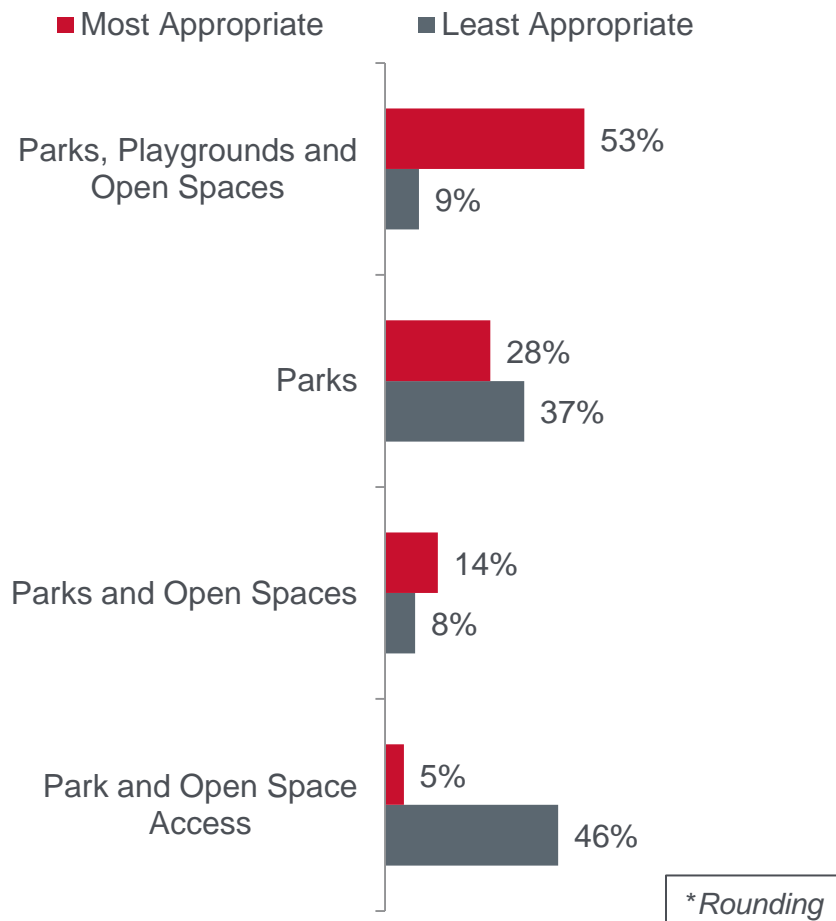 Most Appropriate
Least Appropriate
Parks, Playgrounds and
Open Spaces
53%
9%
Parks
28%
37%
Parks and Open Spaces
14%
8%
Park and Open Space
Access
5%
46%
*Rounding